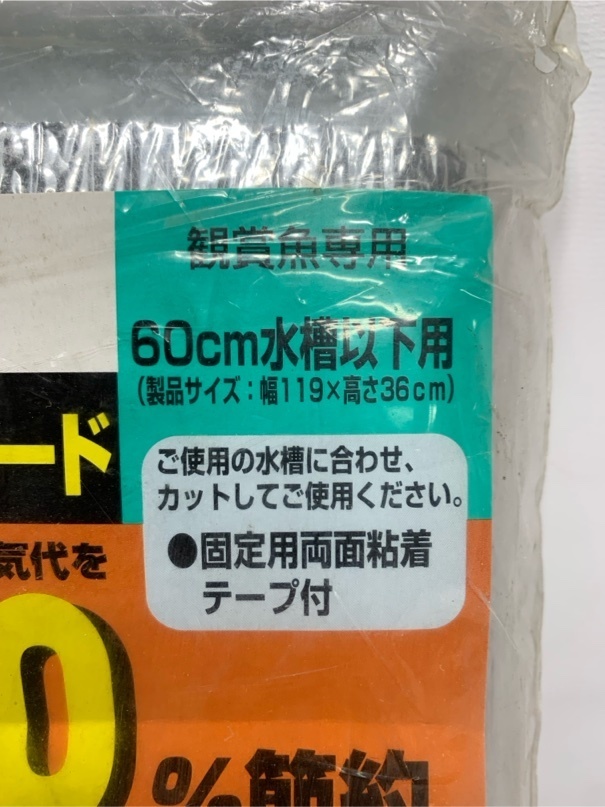 観賞魚専用
60cm水槽以下用
(製品サイズ:幅119×高さ36cm)
ード
ご使用の水槽に合わせ、
カットしてご使用ください。
●固定用両面粘着
テープ付
気代を
0
%節約